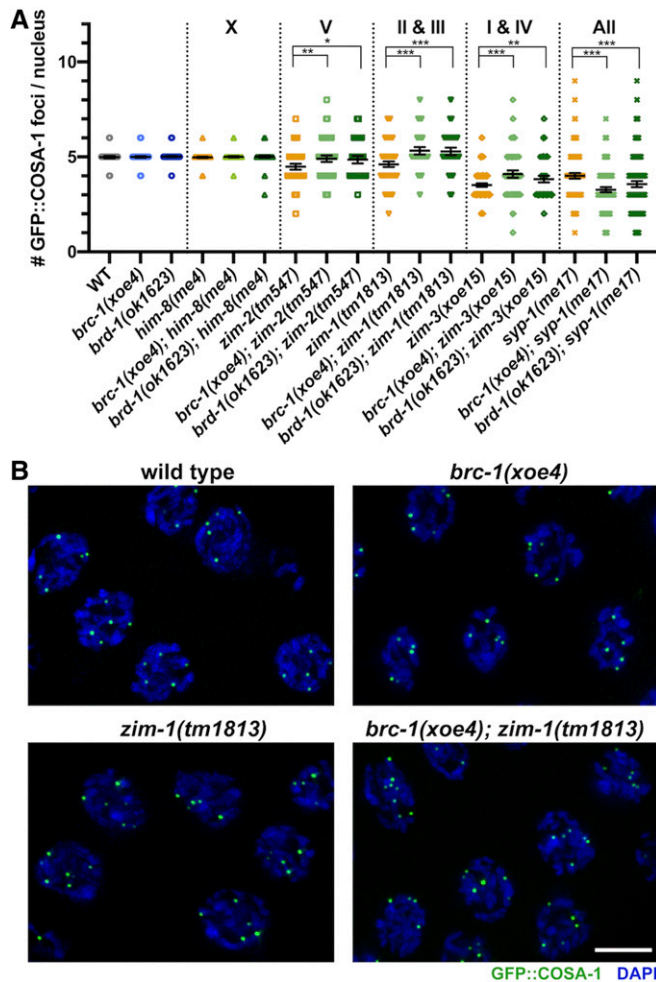 A
X
V
II & III
I & IV
All
*
**
***
***
**
***
***
***
10
5
0
# GFP::COSA-1 foci / nucleus
WT
brc-1(xoe4)
brd-1(ok1623)
him-8(me4)
brc-1(xoe4); him-8(me4)
brd-1(ok1623); him-8(me4)
zim-2(tm547)
brc-1(xoe4); zim-2(tm547)
brd-1(ok1623); zim-2(tm547)
zim-1(tm1813)
brc-1(xoe4); zim-1(tm1813)
brd-1(ok1623); zim-1(tm1813)
zim-3(xoe15)
brc-1(xoe4); zim-3(xoe15)
brd-1(ok1623); zim-3(xoe15)
syp-1(me17)
brc-1(xoe4); syp-1(me17)
brd-1(ok1623); syp-1(me17)
B
wild type
brc-1(xoe4)
zim-1(tm1813)
brc-1(xoe4); zim-1(tm1813)
GFP::COSA-1 DAPI